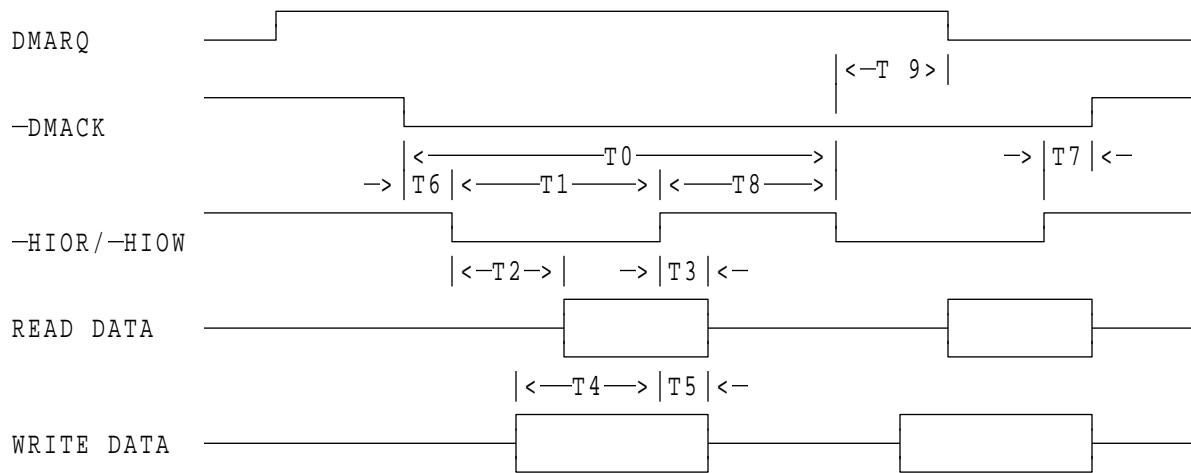 DMARQ
|<—T 9>|
—DMACK
|<————T0————>| —>|T7|<—
—>|T6|<——T1——>|<——T8——>|
—HIOR/—HIOW
|<—T2—>| —>|T3|<—
READ DATA
|<——T4——>|T5|<—
WRITE DATA